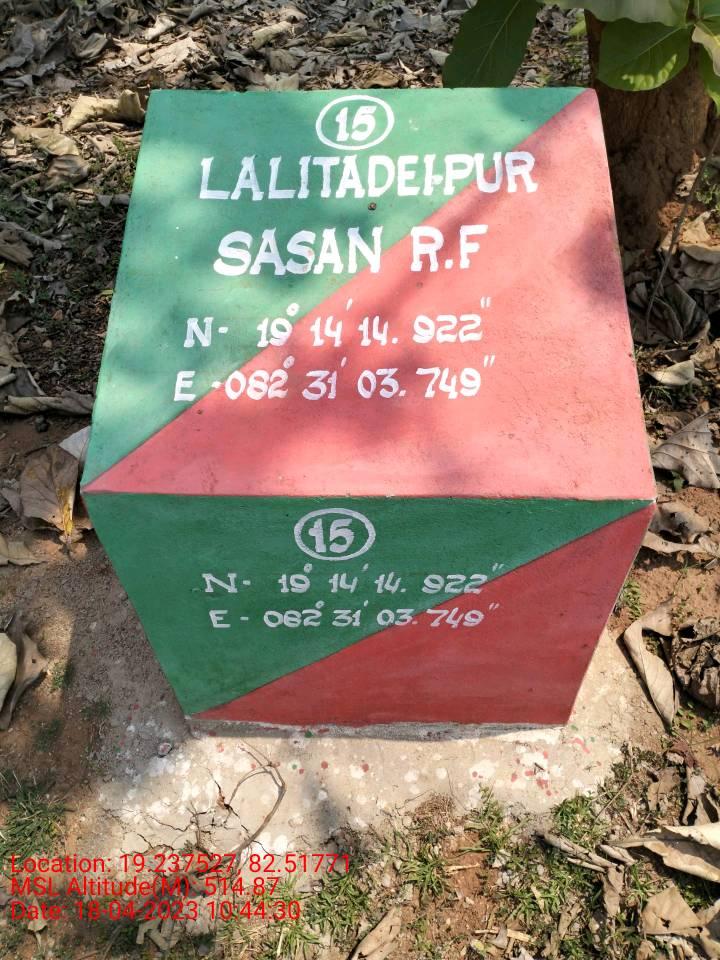 15
LALITADEI-PUR
SASAN R.F
N- 19° 14' 14. 922"
E -082° 31' 03. 749"
15
N- 19° 14' 14. 922"
E - 082° 31' 03. 749"
Location: 19.237527, 82.51771
MSL Altitude(M): 514.87
Date: 18-04-2023 10:44:30